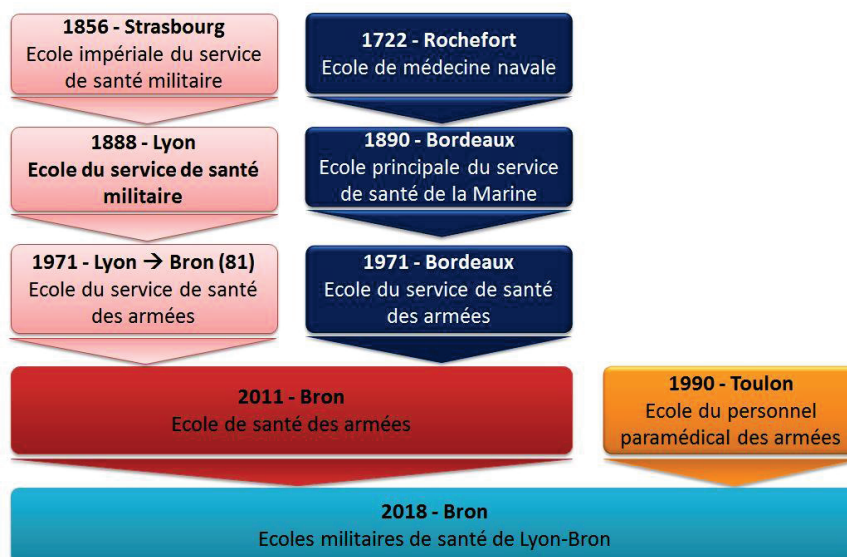 1856 - Strasbourg
Ecole impériale du service
de santé militaire
1722 - Rochefort
Ecole de médecine navale
1888 - Lyon
Ecole du service de santé
militaire
1890 - Bordeaux
Ecole principale du service
de santé de la Marine
1971 - Lyon → Bron (81)
Ecole du service de santé
des armées
1971 - Bordeaux
Ecole du service de santé
des armées
2011 - Bron
Ecole de santé des armées
1990 - Toulon
Ecole du personnel
paramédical des armées
2018 - Bron
Ecoles militaires de santé de Lyon-Bron